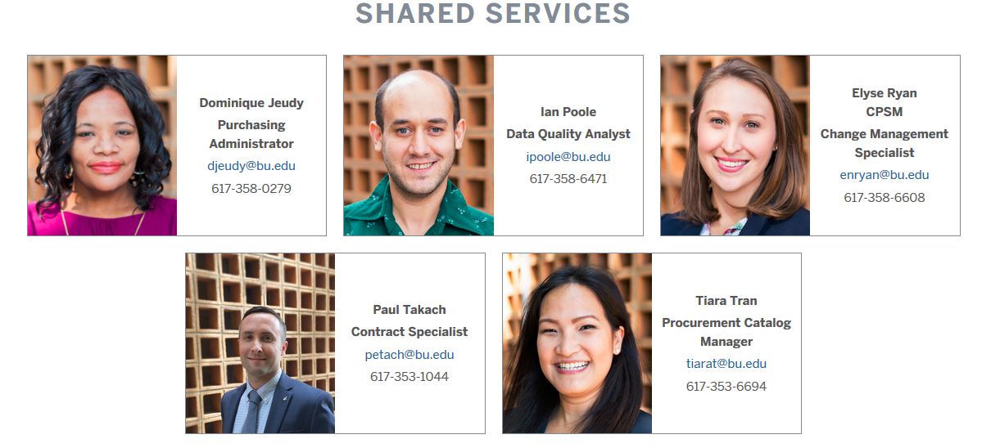 SHARED SERVICES
Dominique Jeudy
Purchasing
Administrator
djeudy@bu.edu
617-358-0279
Ian Poole
Data Quality Analyst
ipoole@bu.edu
617-358-6471
Elyse Ryan
CPSM
Change Management
Specialist
enryan@bu.edu
617-358-6608
Paul Takach
Contract Specialist
petach@bu.edu
617-353-1044
Tiara Tran
Procurement Catalog
Manager
tiarat@bu.edu
617-353-6694